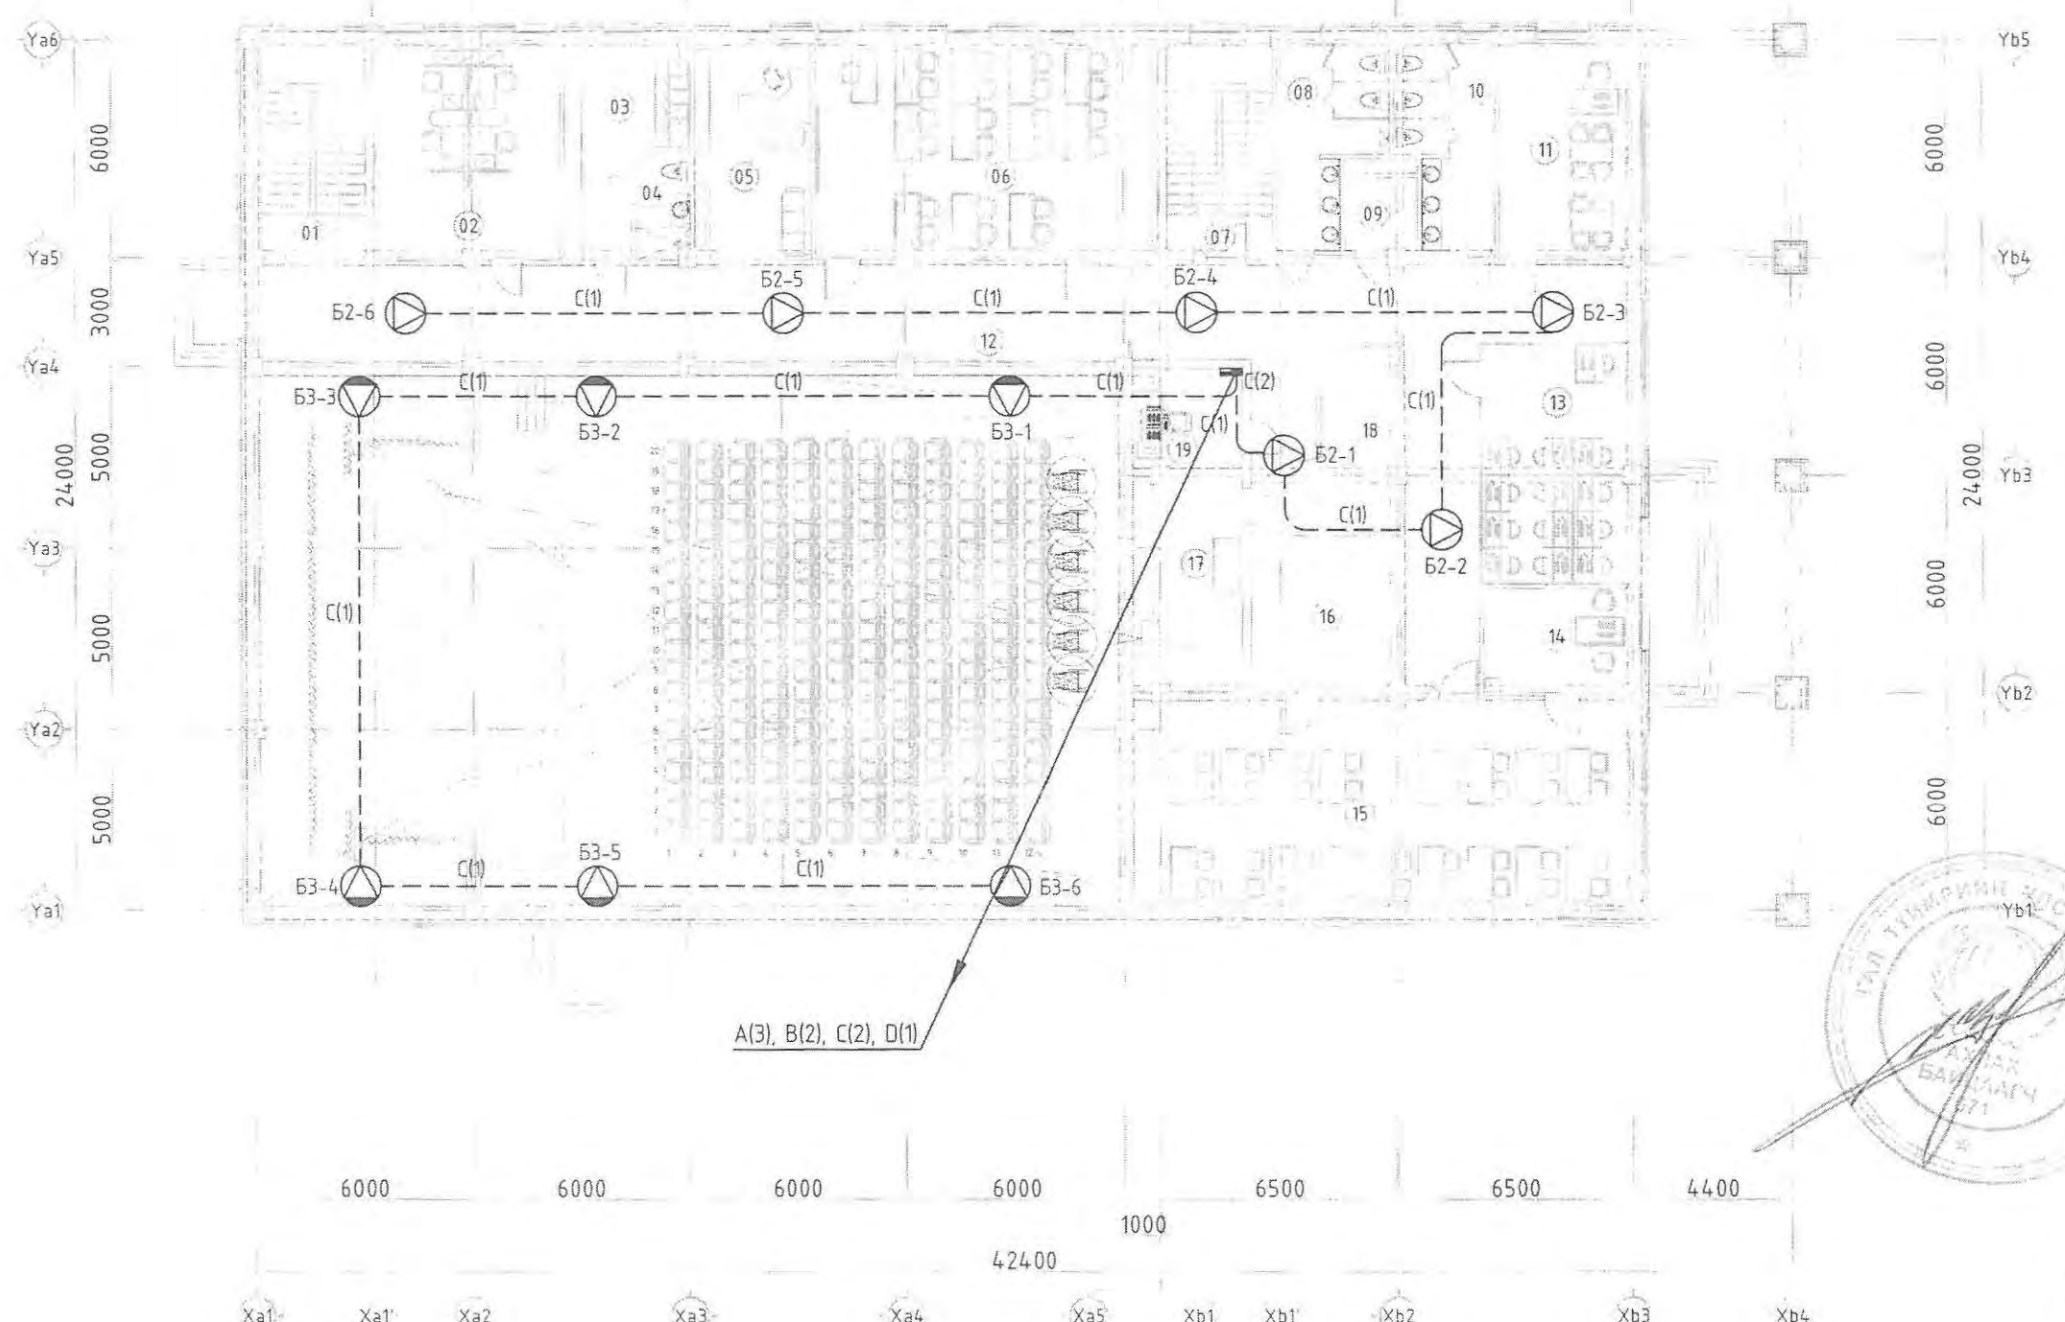 Ya6
Yb5
03
08
10
6000
6000
11
05
06
04
09
01
02
07
Ya5
Yb4
Б2-5
Б2-4
С(1)
С(1)
С(1)
Б2-6
Б2-3
3000
12
Ya4
6000
С(1)
С(1)
С(1)
С(2)
Б3-3
С(1)
13
Б3-2
Б3-1
С(1)
18
5000
19
Б2-1
24000
24000
Yb3
С(1)
Ya3
17
Б2-2
5000
6000
С(1)
16
14
Yb2
Ya2
5000
6000
15
Б3-5
С(1)
С(1)
Б3-4
Б3-6
Ya1
Yb1
A(3), B(2), C(2), D(1)
АХЛАХ
БАЙЦААГЧ
671
6000
6000
6000
6000
6500
6500
4400
1000
42400
Xa1
Xa1'
Xa2
Xa3
Xa4
Xa5
Xb1
Xb1'
Xb2
Xb3
Xb4